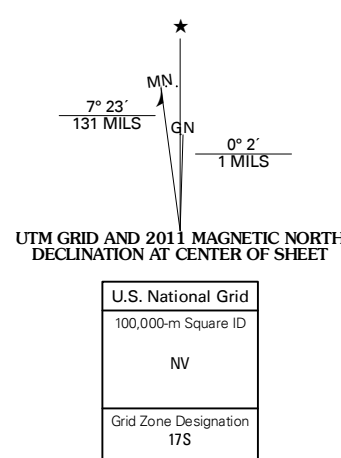 ★
MN
7° 23´
131 MILS
GN
0° 2´
1 MILS
UTM GRID AND 2011 MAGNETIC NORTH
DECLINATION AT CENTER OF SHEET
U.S. National Grid
100,000-m Square ID
NV
Grid Zone Designation
17S